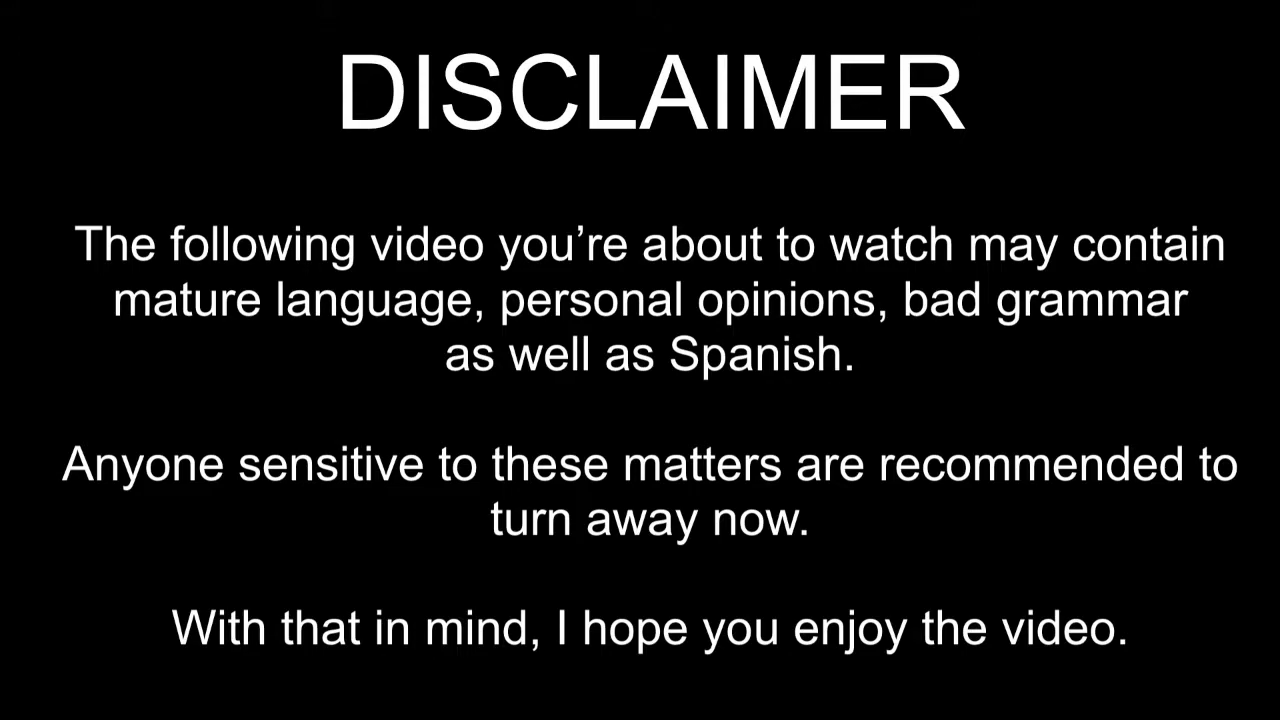 DISCLAIMER
The following video you’re about to watch may contain
mature language, personal opinions, bad grammar
as well as Spanish.
Anyone sensitive to these matters are recommended to
turn away now.
With that in mind, I hope you enjoy the video.